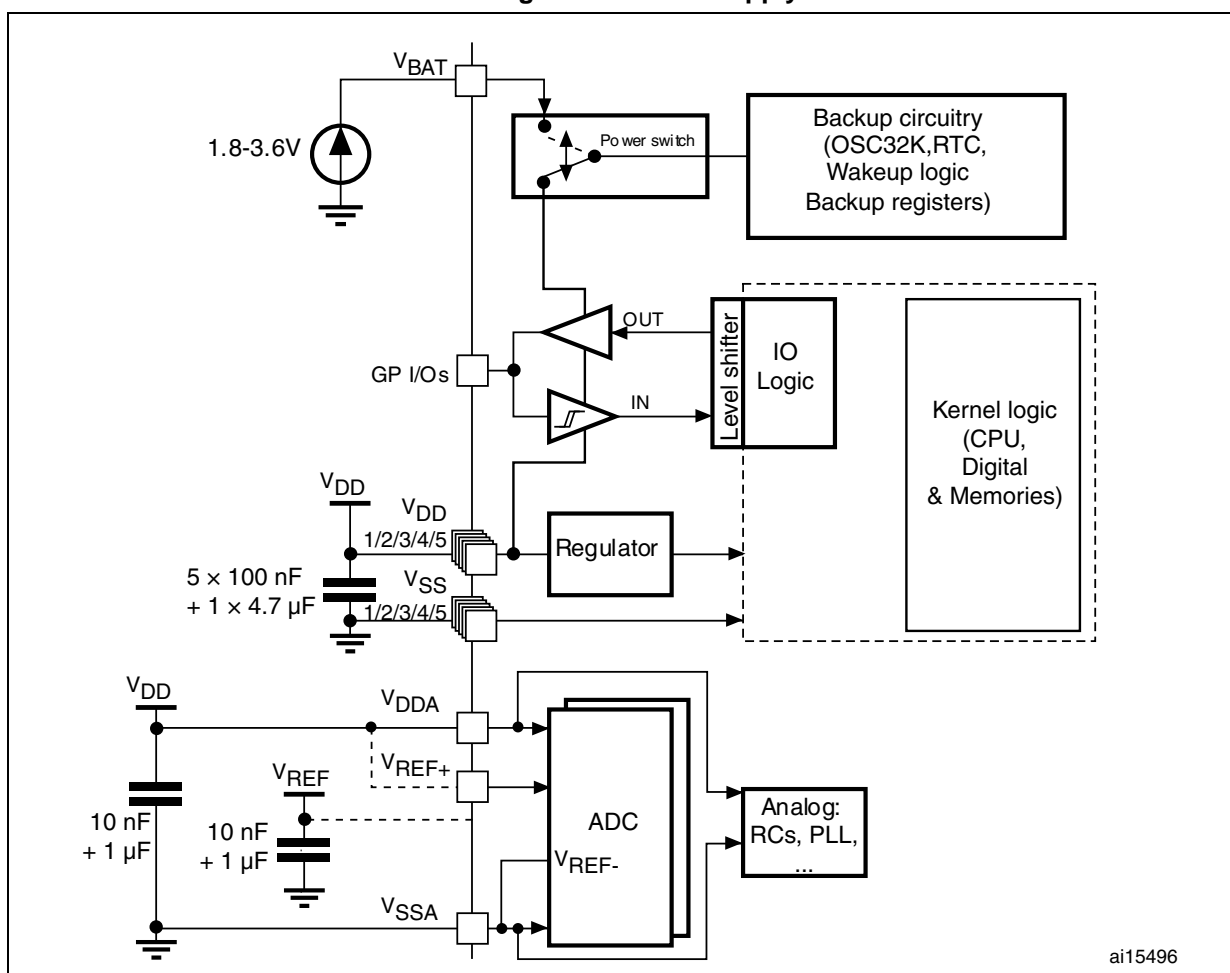 VBAT
1.8-3.6V
Power switch
Backup circuitry
(OSC32K,RTC,
Wakeup logic
Backup registers)
GP I/Os
OUT
IN
Level shifter
IO
Logic
Kernel logic
(CPU,
Digital
& Memories)
VDD
VDD
1/2/3/4/5
Regulator
5 × 100 nF
+ 1 × 4.7 µF
VSS
1/2/3/4/5
VDD
VDDA
VREF+
VREF
10 nF
+ 1 µF
10 nF
+ 1 µF
ADC
VREF-
Analog:
RCs, PLL,
...
VSSA
ai15496